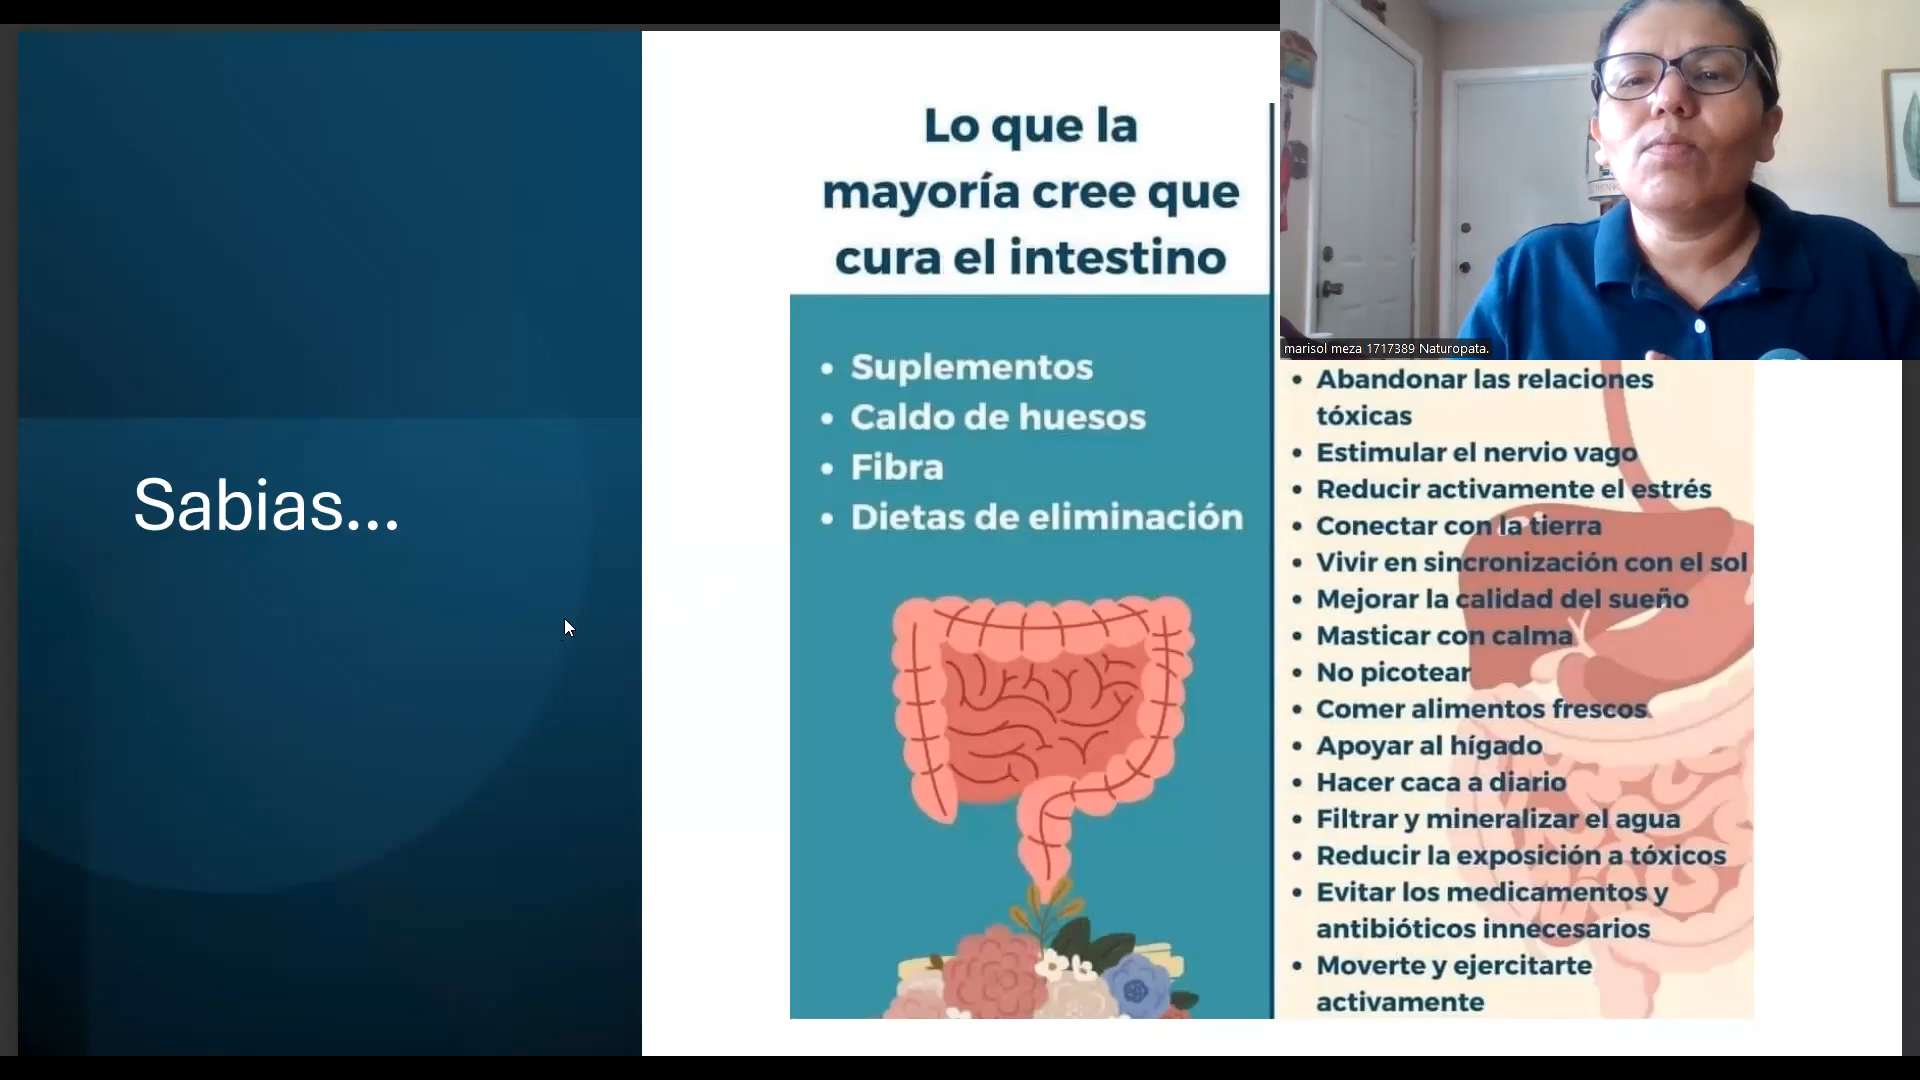 Sabias...
Lo que la
mayoría cree que
cura el intestino
• Suplementos
• Caldo de huesos
• Fibra
• Dietas de eliminación
marisol meza 1717389 Naturopata.
• Abandonar las relaciones
tóxicas
• Estimular el nervio vago
• Reducir activamente el estrés
• Conectar con la tierra
• Vivir en sincronización con el sol
• Mejorar la calidad del sueño
• Masticar con calma
• No picotear
• Comer alimentos frescos
• Apoyar al hígado
• Hacer caca a diario
• Filtrar y mineralizar el agua
• Reducir la exposición a tóxicos
• Evitar los medicamentos y
antibióticos innecesarios
• Moverte y ejercitarte
activamente